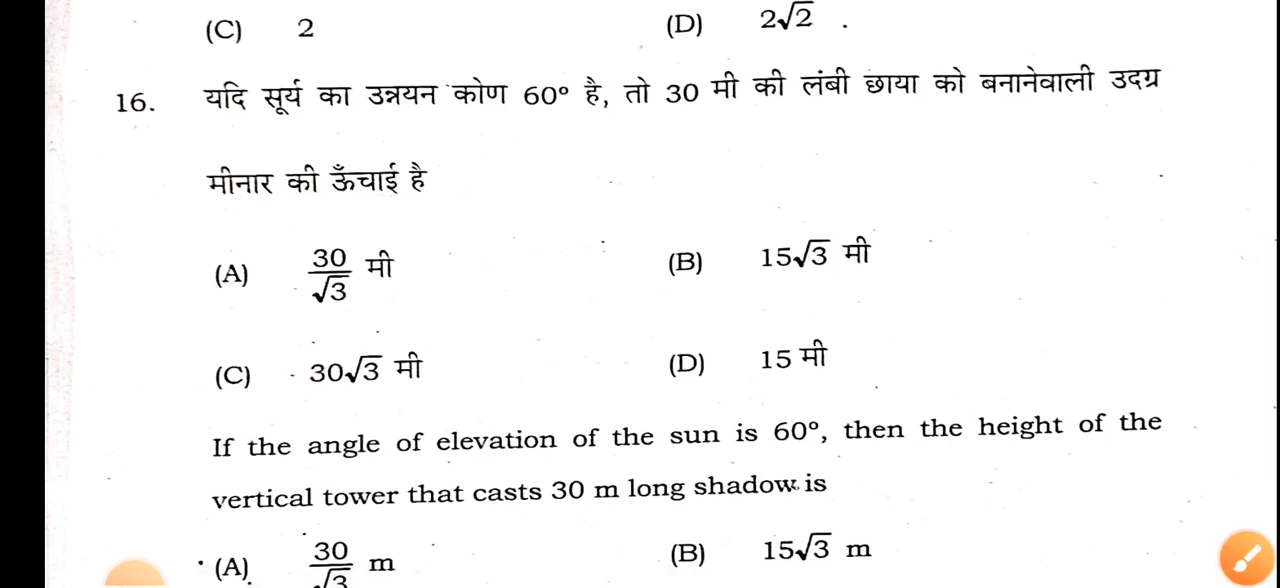 (C) 2 (D) 2√2 .
16. यदि सूर्य का उन्नयन कोण 60° है, तो 30 मी की लंबी छाया को बनानेवाली उदग्र
मीनार की ऊँचाई है
(A) 30/√3 मी (B) 15√3 मी
(C) 30√3 मी (D) 15 मी
If the angle of elevation of the sun is 60°, then the height of the
vertical tower that casts 30 m long shadow is
(A) 30/√3 m (B) 15√3 m